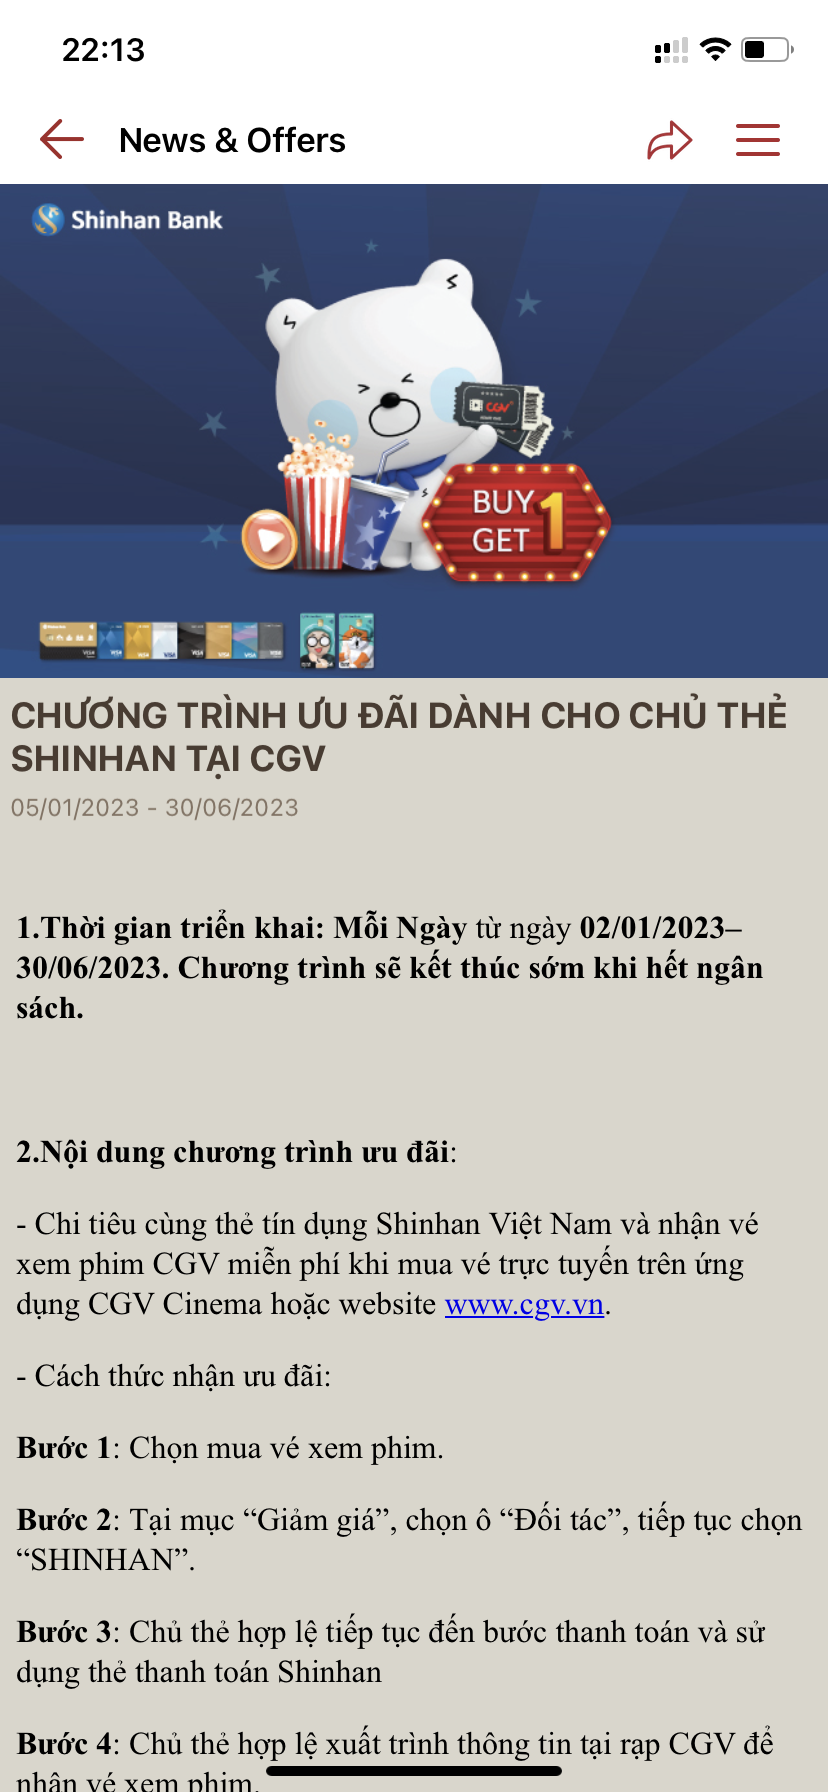 22:13
News & Offers
Shinhan Bank
CGV
BUY 1
GET
CHƯƠNG TRÌNH ƯU ĐÃI DÀNH CHO CHỦ THẺ
SHINHAN TẠI CGV
05/01/2023 - 30/06/2023
1.Thời gian triển khai: Mỗi Ngày từ ngày 02/01/2023–
30/06/2023. Chương trình sẽ kết thúc sớm khi hết ngân
sách.
2.Nội dung chương trình ưu đãi:
- Chi tiêu cùng thẻ tín dụng Shinhan Việt Nam và nhận vé
xem phim CGV miễn phí khi mua vé trực tuyến trên ứng
dụng CGV Cinema hoặc website www.cgv.vn.
- Cách thức nhận ưu đãi:
Bước 1: Chọn mua vé xem phim.
Bước 2: Tại mục “Giảm giá”, chọn ô “Đối tác”, tiếp tục chọn
“SHINHAN”.
Bước 3: Chủ thẻ hợp lệ tiếp tục đến bước thanh toán và sử
dụng thẻ thanh toán Shinhan
Bước 4: Chủ thẻ hợp lệ xuất trình thông tin tại rạp CGV để
nhận vé xem phim.